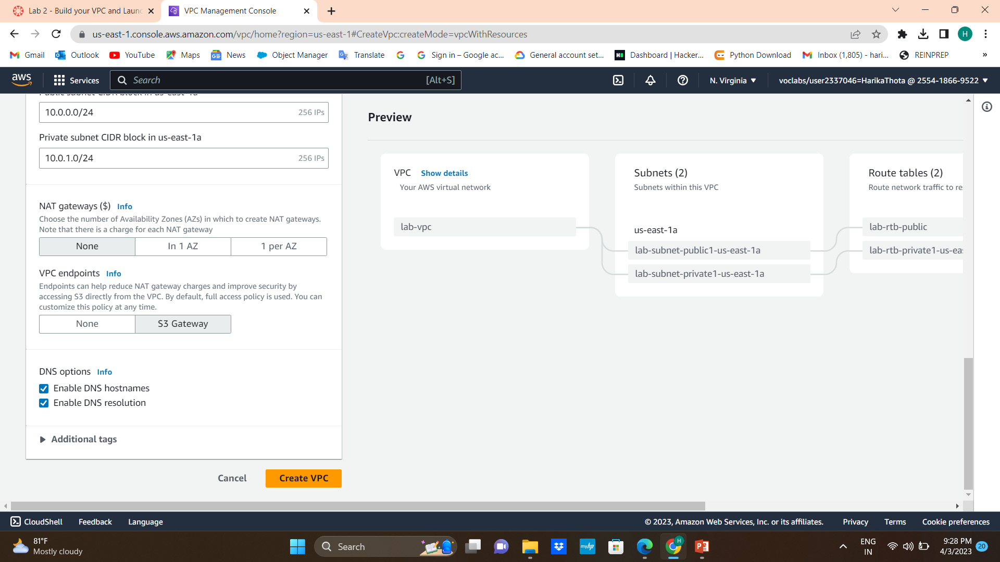 Lab 2 - Build your VPC and Laun
VPC Management Console
us-east-1.console.aws.amazon.com/vpc/home?region=us-east-1#CreateVpc:createMode=vpcWithResources
H
Gmail
Outlook
YouTube
Maps
News
Object Manager
Translate
Sign in – Google ac...
General account set...
Dashboard | Hacker...
Python Download
Inbox (1,805) - hari...
REINPREP
»
aws
Services
Search
[Alt+S]
N. Virginia
voclabs/user2337046=HarikaThota @ 2554-1866-9522
Public subnet CIDR block in us-east-1a
10.0.0.0/24
256 IPs
Private subnet CIDR block in us-east-1a
10.0.1.0/24
256 IPs
NAT gateways ($) Info
Choose the number of Availability Zones (AZs) in which to create NAT gateways.
Note that there is a charge for each NAT gateway
None
In 1 AZ
1 per AZ
VPC endpoints Info
Endpoints can help reduce NAT gateway charges and improve security by
accessing S3 directly from the VPC. By default, full access policy is used. You can
customize this policy at any time.
None
S3 Gateway
DNS options Info
Enable DNS hostnames
Enable DNS resolution
Additional tags
Cancel
Create VPC
Preview
VPC Show details
Your AWS virtual network
lab-vpc
Subnets (2)
Subnets within this VPC
us-east-1a
lab-subnet-public1-us-east-1a
lab-subnet-private1-us-east-1a
Route tables (2)
Route network traffic to re
lab-rtb-public
lab-rtb-private1-us-eas
CloudShell
Feedback
Language
© 2023, Amazon Web Services, Inc. or its affiliates.
Privacy
Terms
Cookie preferences
81°F
Mostly cloudy
Search
myhp
H
ENG
IN
9:28 PM
4/3/2023
20